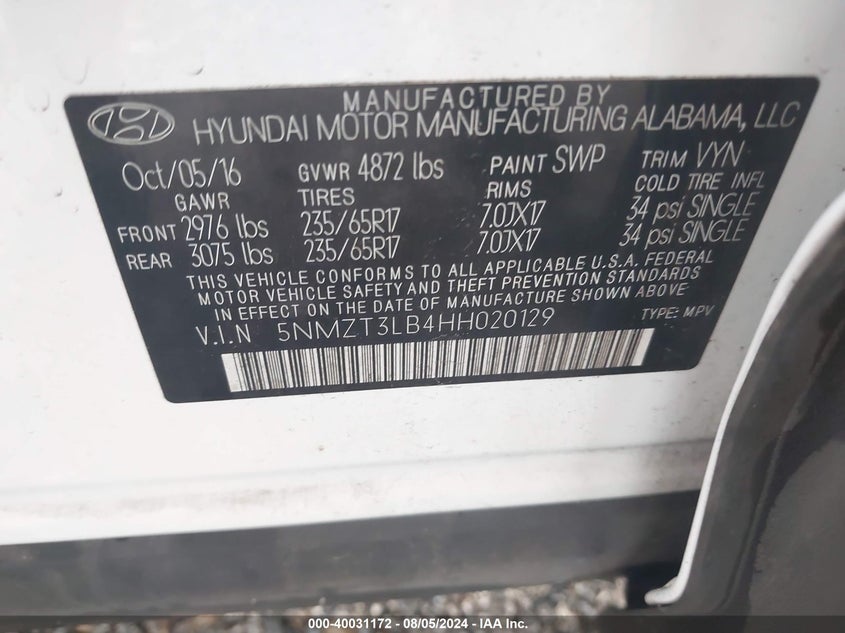 MANUFACTURED BY
HYUNDAI MOTOR MANUFACTURING ALABAMA, LLC
Oct/05/16 GVWR 4872 lbs PAINT SWP TRIM VYN
GAWR TIRES RIMS COLD TIRE INFL
FRONT 2976 lbs 235/65R17 7.0JX17 34 psi SINGLE
REAR 3075 lbs 235/65R17 7.0JX17 34 psi SINGLE
THIS VEHICLE CONFORMS TO ALL APPLICABLE U.S.A. FEDERAL
MOTOR VEHICLE SAFETY AND THEFT PREVENTION STANDARDS
IN EFFECT ON THE DATE OF MANUFACTURE SHOWN ABOVE
V.I.N 5NMZT3LB4HH020129 TYPE: MPV
000-40031172 - 08/05/2024 - IAA Inc.